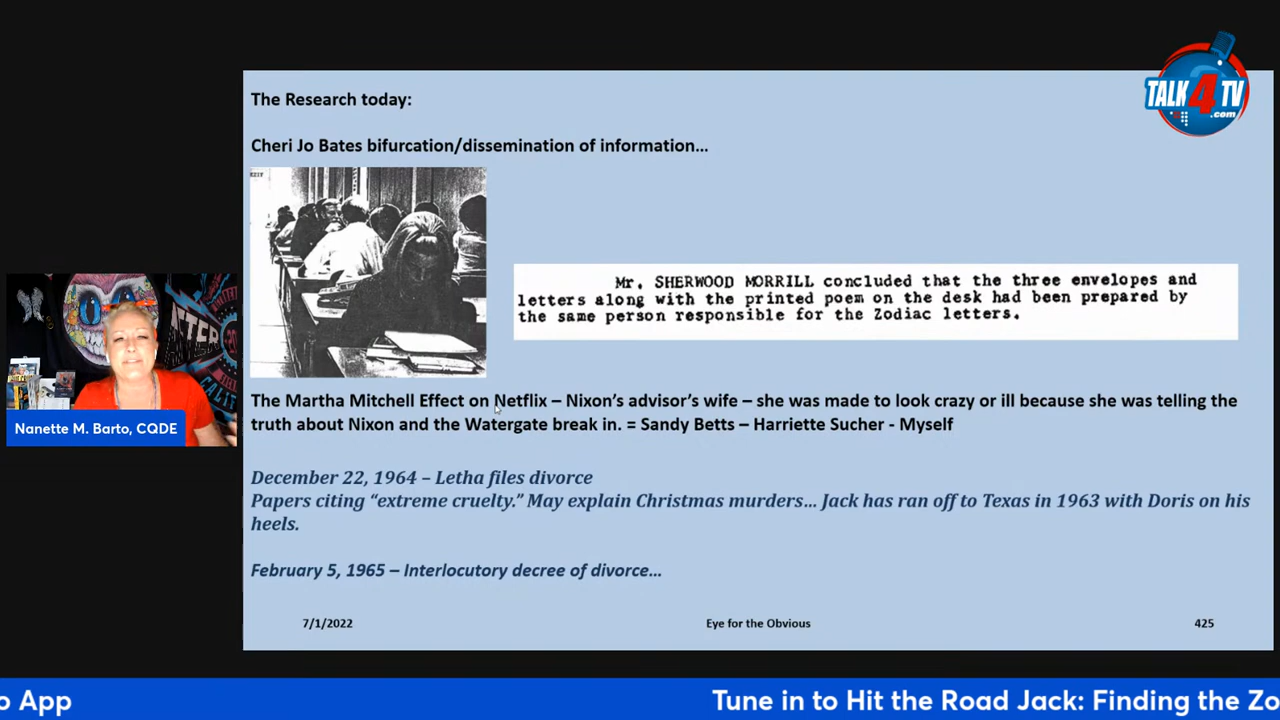 TALK 4 TV
.com
The Research today:
Cheri Jo Bates bifurcation/dissemination of information…
Mr. SHERWOOD MORRILL concluded that the three envelopes and
letters along with the printed poem on the desk had been prepared by
the same person responsible for the Zodiac letters.
AFTER
CALIF
Nanette M. Barto, CQDE
The Martha Mitchell Effect on Netflix – Nixon's advisor's wife – she was made to look crazy or ill because she was telling the
truth about Nixon and the Watergate break in. = Sandy Betts – Harriette Sucher - Myself
December 22, 1964 – Letha files divorce
Papers citing “extreme cruelty.” May explain Christmas murders… Jack has ran off to Texas in 1963 with Doris on his
heels.
February 5, 1965 – Interlocutory decree of divorce…
7/1/2022 Eye for the Obvious 425
o App Tune in to Hit the Road Jack: Finding the Zo